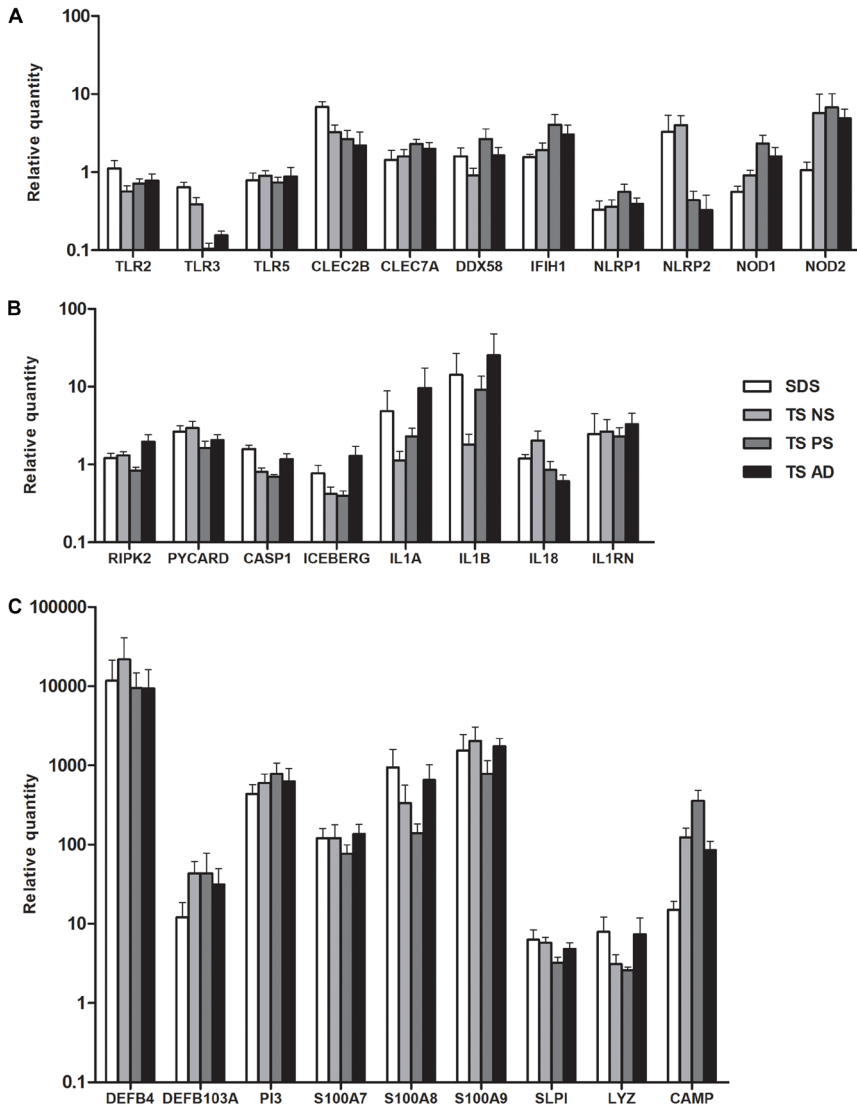 A
Relative quantity
100
10
1
0.1
TLR2 TLR3 TLR5 CLEC2B CLEC7A DDX58 IFIH1 NLRP1 NLRP2 NOD1 NOD2
B
Relative quantity
100
10
1
0.1
RIPK2 PYCARD CASP1 ICEBERG IL1A IL1B IL18 IL1RN
SDS
TS NS
TS PS
TS AD
C
Relative quantity
100000
10000
1000
100
10
1
0.1
DEFB4 DEFB103A PI3 S100A7 S100A8 S100A9 SLPI LYZ CAMP